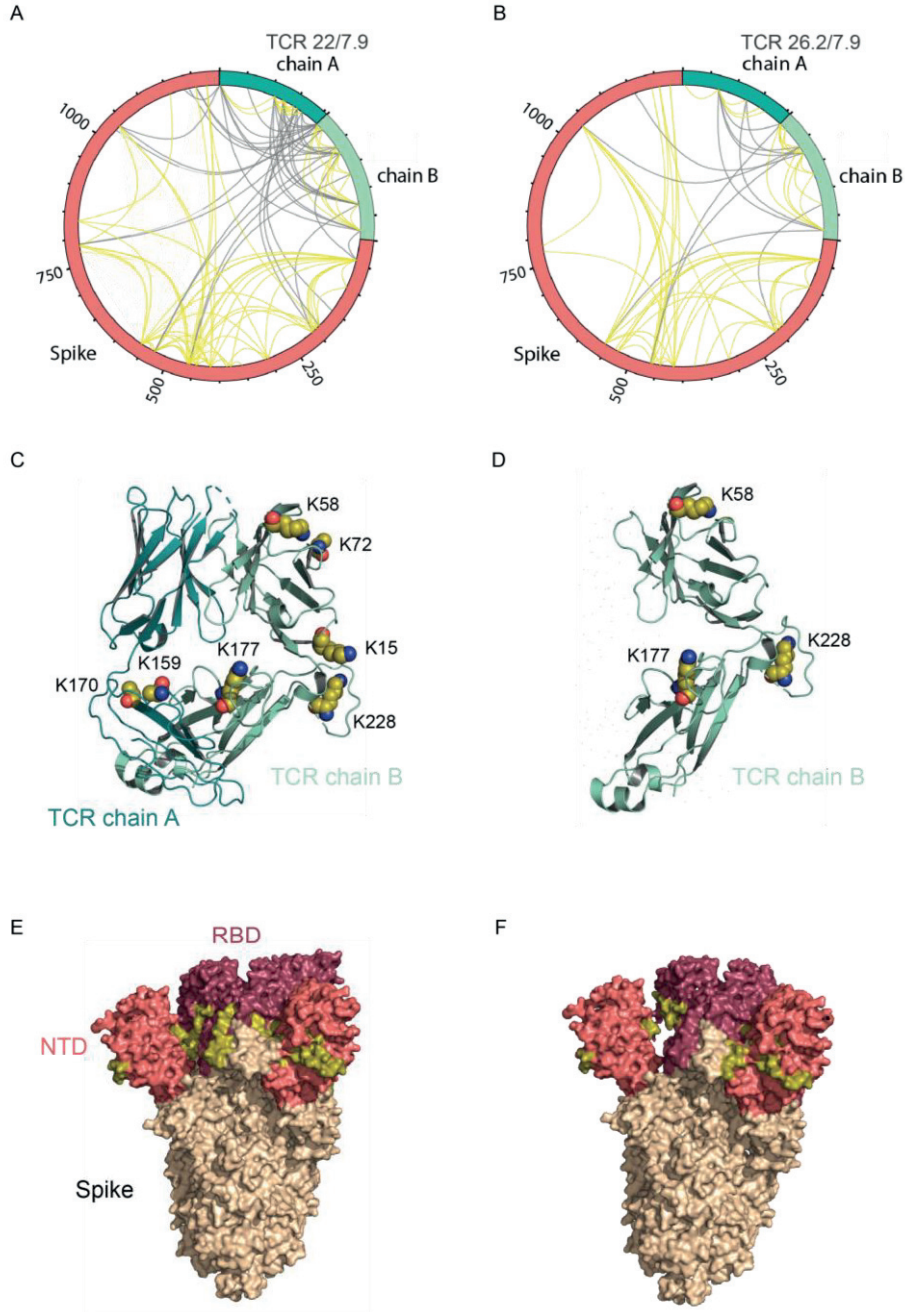 A
TCR 22/7.9
chain A
1000
chain B
750
Spike
500
250
B
TCR 26.2/7.9
chain A
1000
chain B
750
Spike
500
250
C
K58
K72
K15
K177
K159
K170
K228
TCR chain B
TCR chain A
D
K58
K177
K228
TCR chain B
E
RBD
NTD
Spike
F